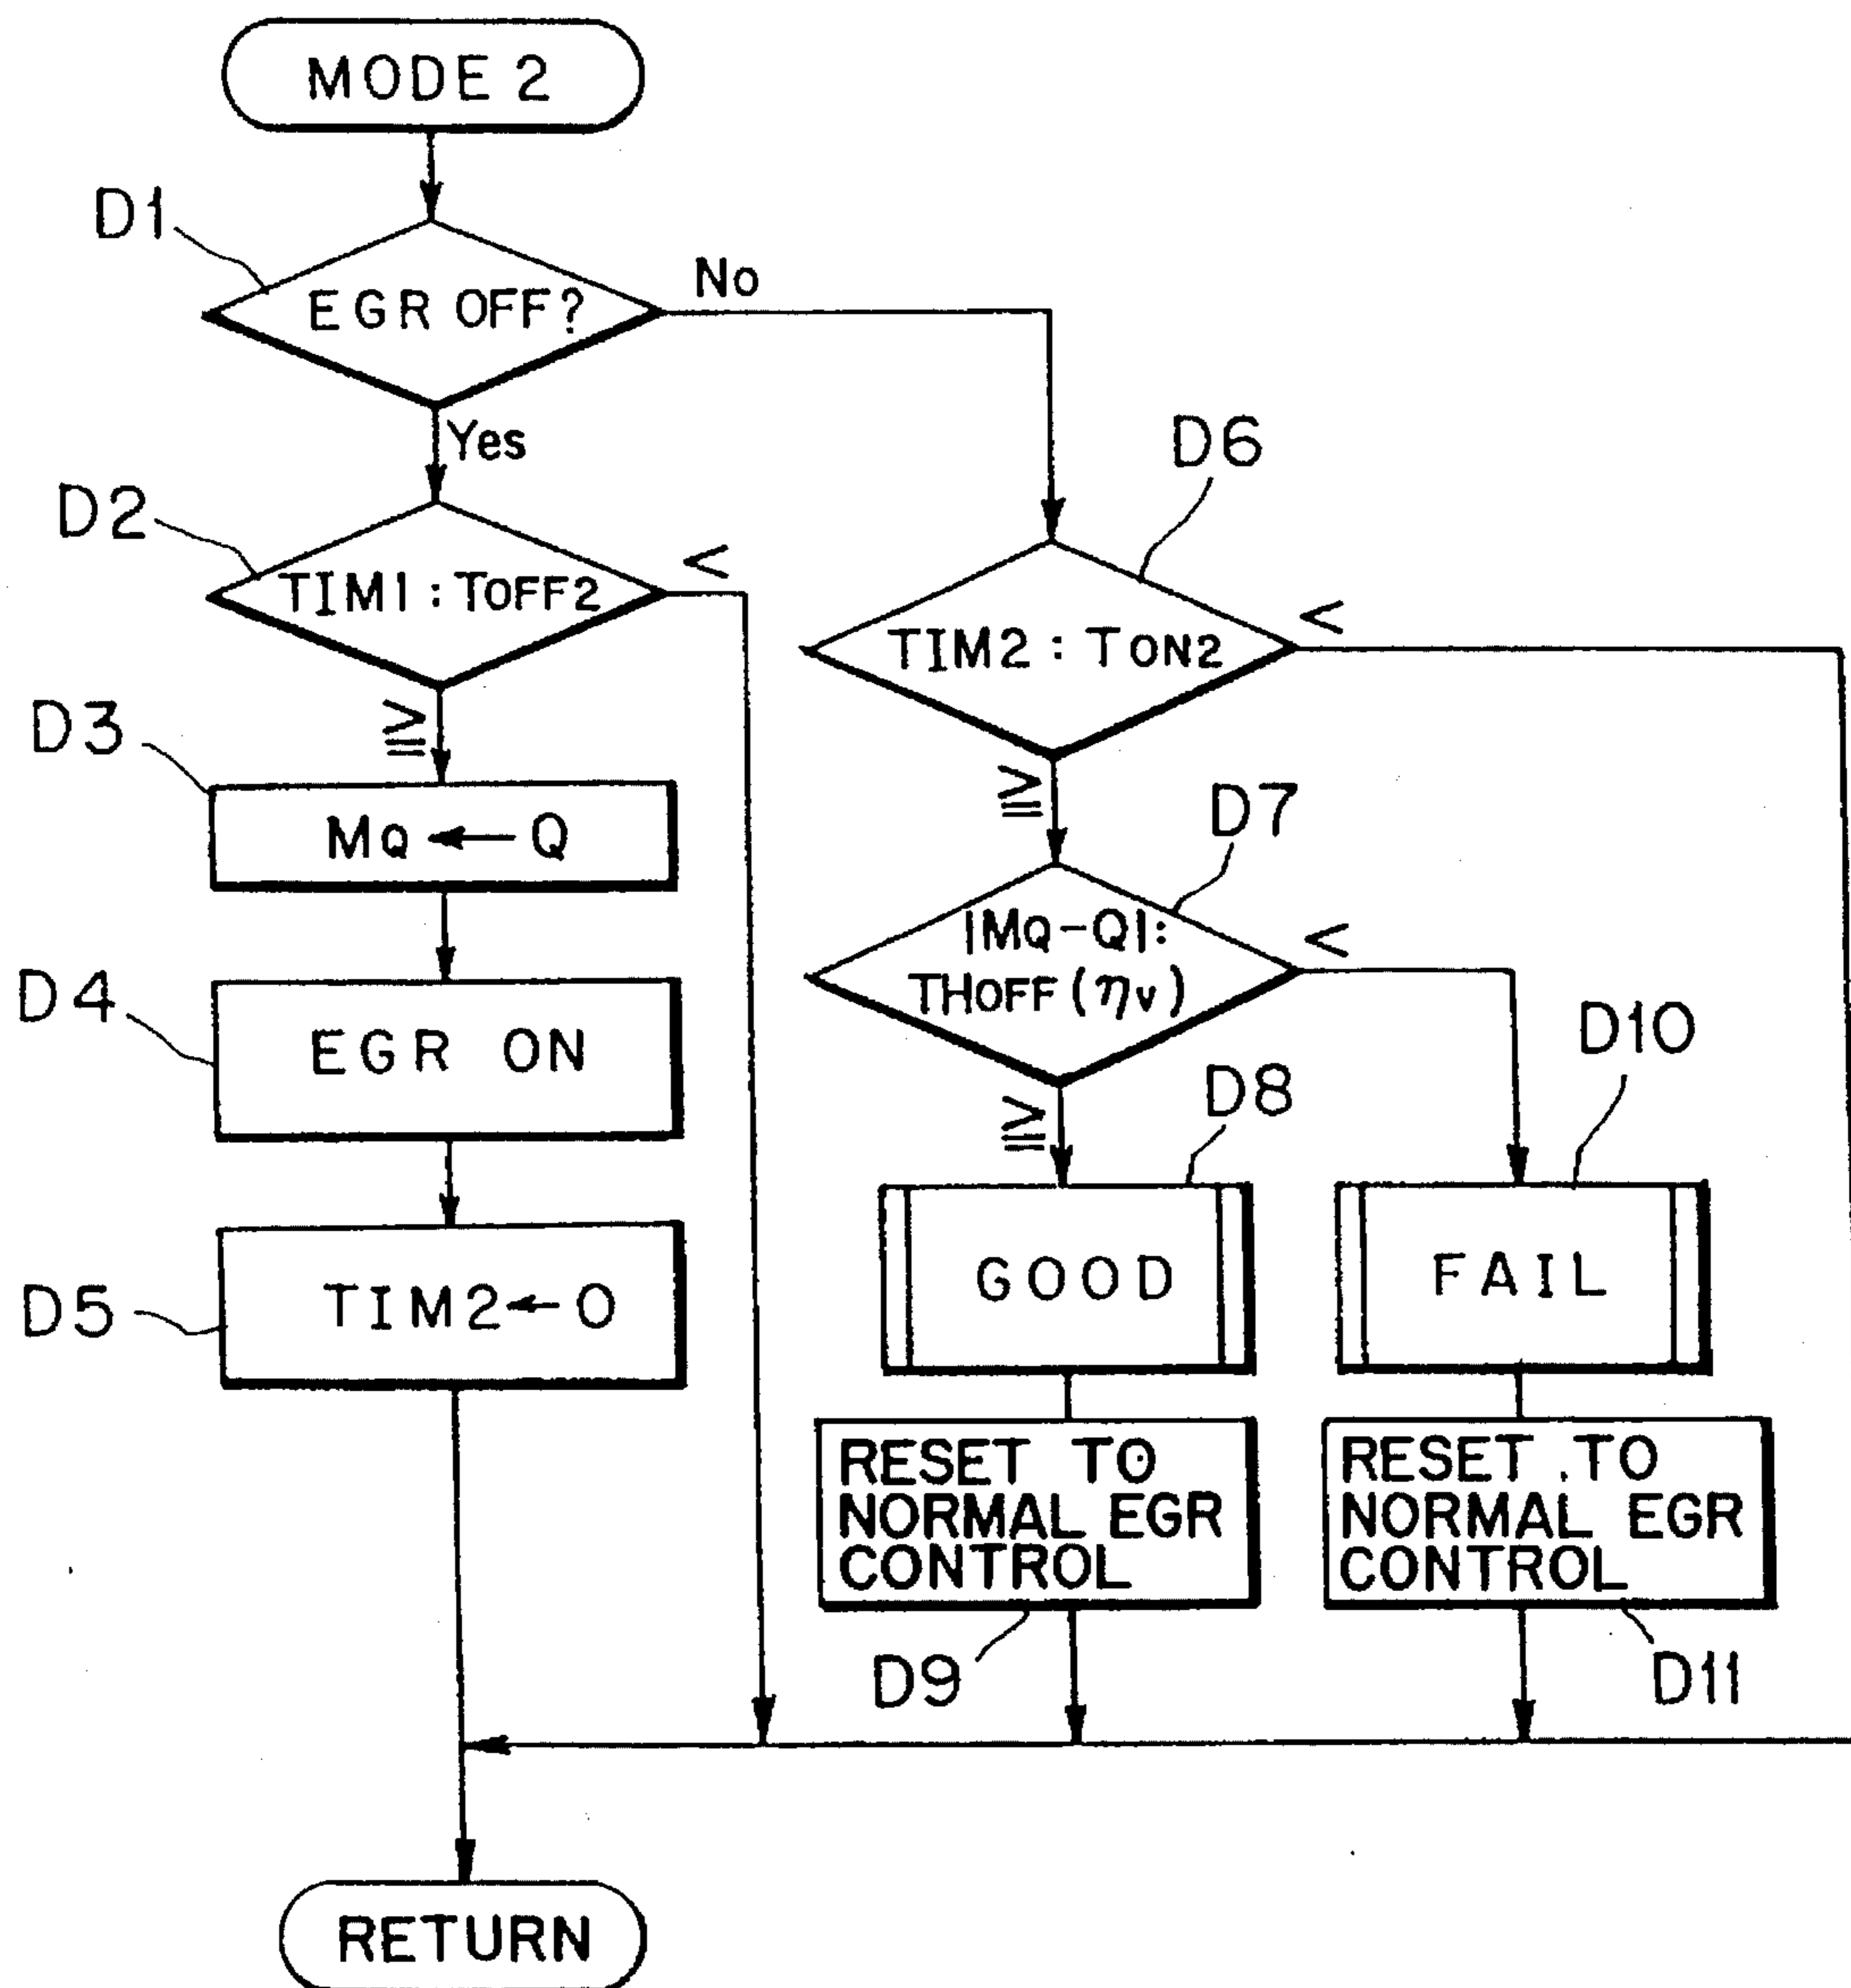 MODE 2
D1
EGR OFF?
No
Yes
D2
TIM1 : TOFF2
<
≧
D3
MQ ← Q
D4
EGR ON
D5
TIM2 ← 0
D6
TIM2 : TON2
<
≧
D7
|MQ-Q| :
THOFF (ηv)
<
≧
D8
GOOD
D10
FAIL
RESET TO
NORMAL EGR
CONTROL
D9
RESET TO
NORMAL EGR
CONTROL
D11
RETURN